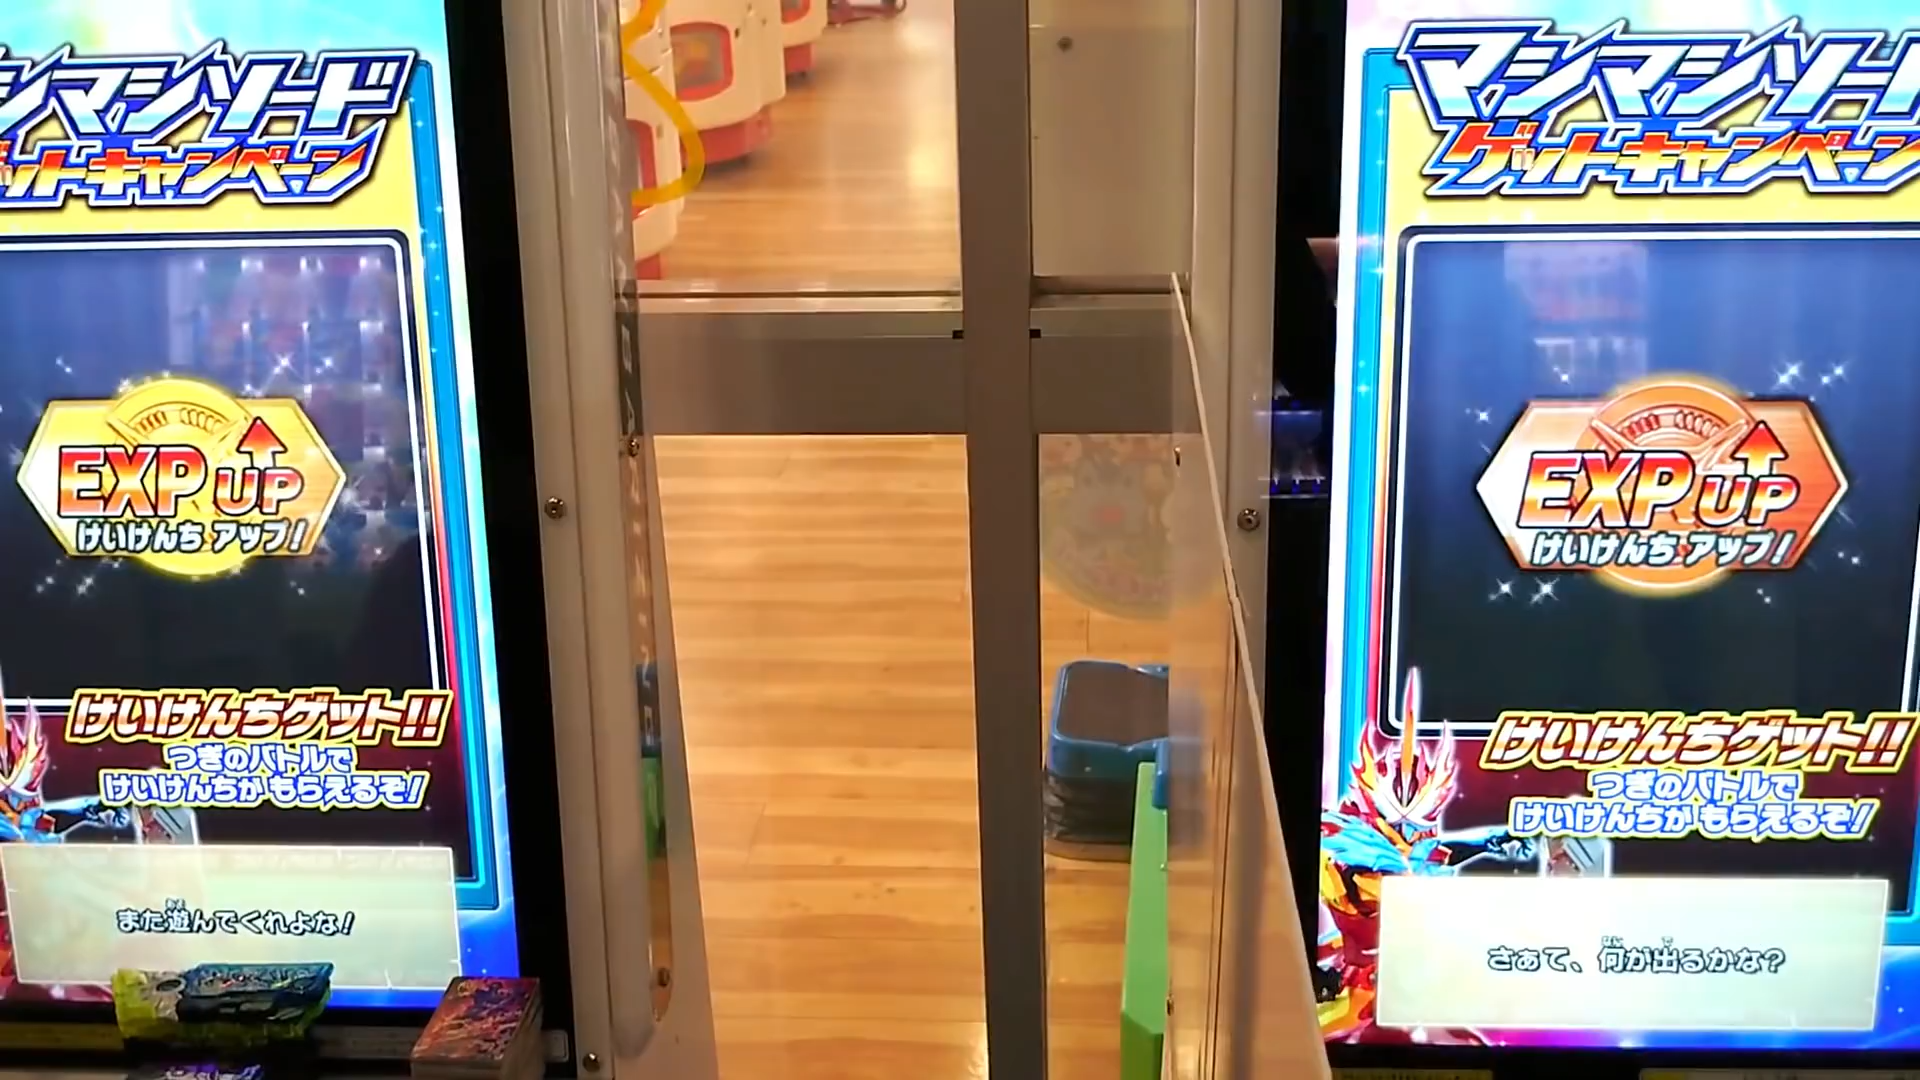 シマシソード
ゲットキャンペーン
EXP UP
けいけんち アップ!
けいけんちゲット!!
つぎのバトルで
けいけんちが もらえるぞ!
また遊んでくれよな!
マシマシソード
ゲットキャンペーン
EXP UP
けいけんち アップ!
けいけんちゲット!!
つぎのバトルで
けいけんちが もらえるぞ!
さぁて、何が出るかな?